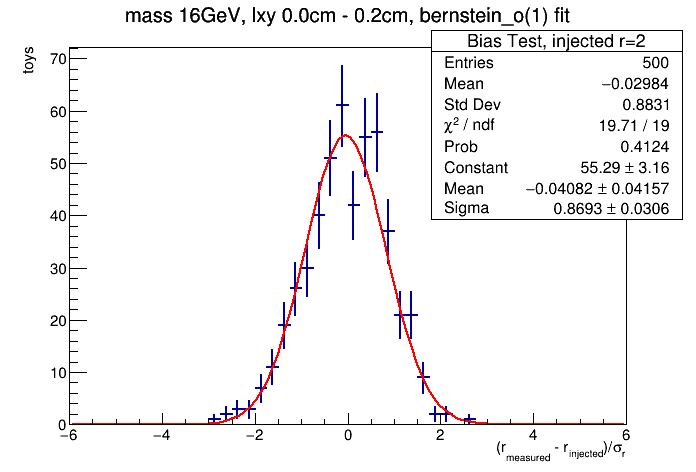 mass 16GeV, lxy 0.0cm - 0.2cm, bernstein_o(1) fit
toys
Bias Test, injected r=2
Entries 500
Mean −0.02984
Std Dev 0.8831
χ² / ndf 19.71 / 19
Prob 0.4124
Constant 55.29 ± 3.16
Mean −0.04082 ± 0.04157
Sigma 0.8693 ± 0.0306
70
60
50
40
30
20
10
0
−6 −4 −2 0 2 4 6
(r_measured - r_injected)/σ_r